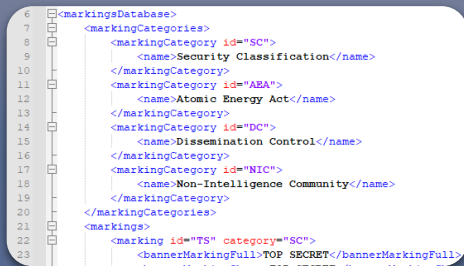 6 <markingsDatabase>
7 <markingCategories>
8 <markingCategory id="SC">
9 <name>Security Classification</name>
10 </markingCategory>
11 <markingCategory id="AEA">
12 <name>Atomic Energy Act</name>
13 </markingCategory>
14 <markingCategory id="DC">
15 <name>Dissemination Control</name>
16 </markingCategory>
17 <markingCategory id="NIC">
18 <name>Non-Intelligence Community</name>
19 </markingCategory>
20 </markingCategories>
21 <markings>
22 <marking id="TS" category="SC">
23 <bannerMarkingFull>TOP SECRET</bannerMarkingFull>